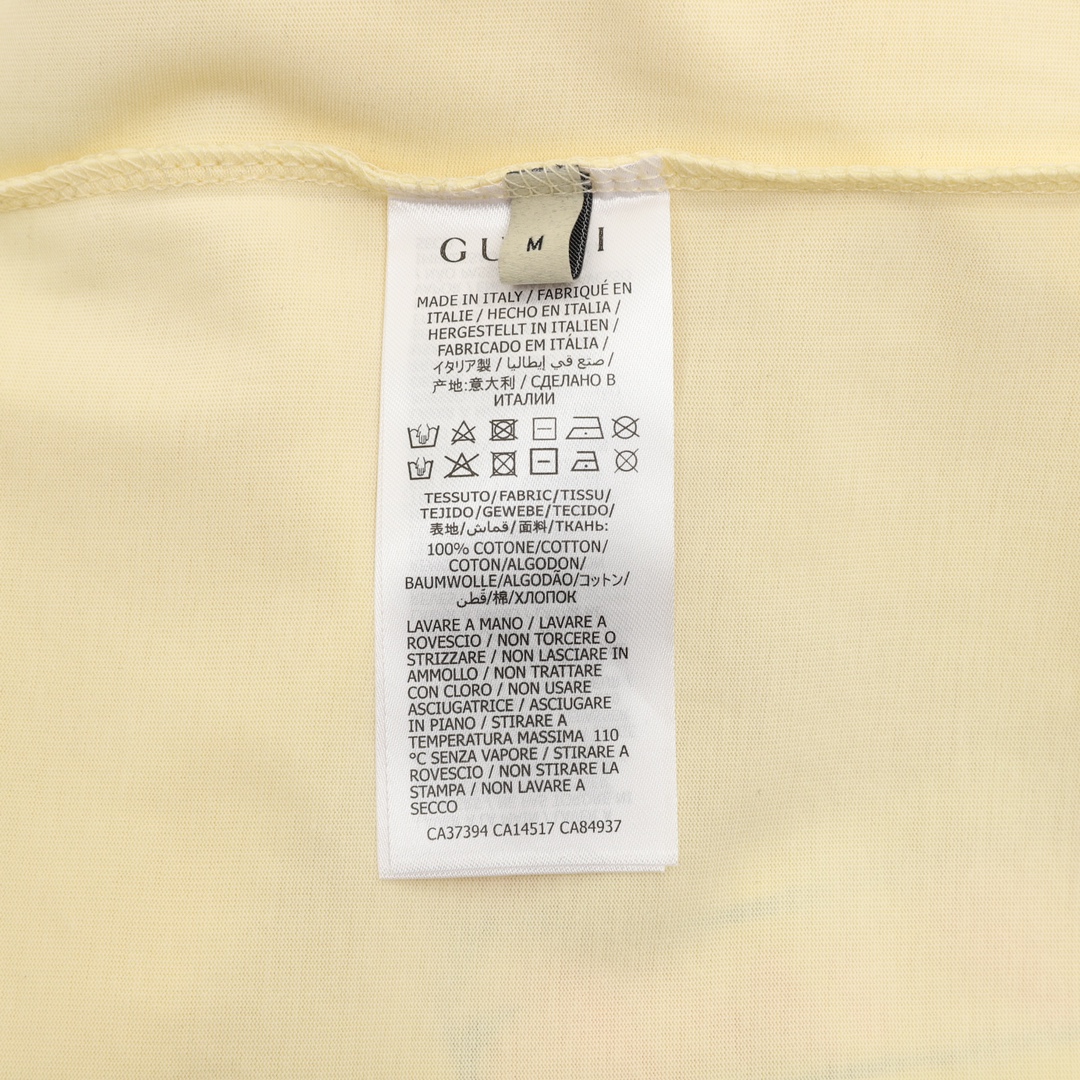 GU I
M
MADE IN ITALY / FABRIQUÉ EN
ITALIE / HECHO EN ITALIA /
HERGESTELLT IN ITALIEN /
FABRICADO EM ITÁLIA /
イタリア製 / صنع في إيطاليا /
产地:意大利 / СДЕЛАНО В
ИТАЛИИ
TESSUTO/FABRIC/TISSU/
TEJIDO/GEWEBE/TECIDO/
表地/قماش/面料/ТКАНЬ:
100% COTONE/COTTON/
COTON/ALGODON/
BAUMWOLLE/ALGODÃO/コットン/
قُطن/棉/ХЛОПОК
LAVARE A MANO / LAVARE A
ROVESCIO / NON TORCERE O
STRIZZARE / NON LASCIARE IN
AMMOLLO / NON TRATTARE
CON CLORO / NON USARE
ASCIUGATRICE / ASCIUGARE
IN PIANO / STIRARE A
TEMPERATURA MASSIMA 110
°C SENZA VAPORE / STIRARE A
ROVESCIO / NON STIRARE LA
STAMPA / NON LAVARE A
SECCO
CA37394 CA14517 CA84937